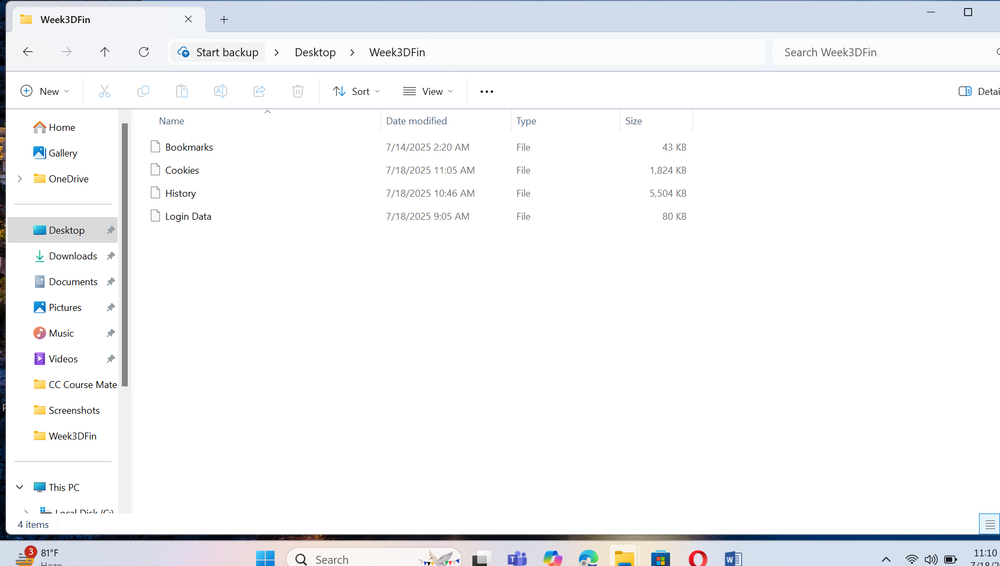 Week3DFin
Start backup > Desktop > Week3DFin
Search Week3DFin
New
Sort
View
Detai
Home
Gallery
OneDrive
Desktop
Downloads
Documents
Pictures
Music
Videos
CC Course Mate
Screenshots
Week3DFin
This PC
Local Disk (C:)
Name Date modified Type Size
Bookmarks 7/14/2025 2:20 AM File 43 KB
Cookies 7/18/2025 11:05 AM File 1,824 KB
History 7/18/2025 10:46 AM File 5,504 KB
Login Data 7/18/2025 9:05 AM File 80 KB
4 items
3
81°F
Haze
Search
11:10
7/18/2